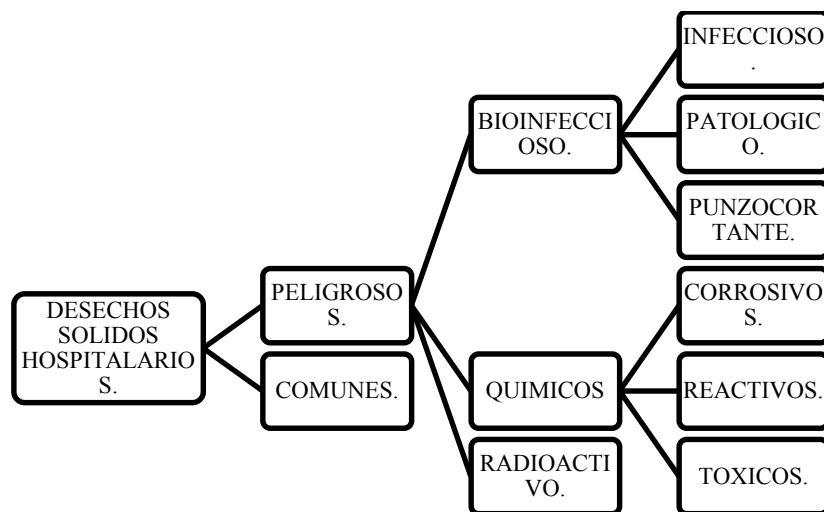 DESECHOS
SOLIDOS
HOSPITALARIO
S.
PELIGROSO
S.
COMUNES.
BIOINFECCI
OSO.
QUIMICOS
RADIOACTI
VO.
INFECCIOSO
.
PATOLOGIC
O.
PUNZOCOR
TANTE.
CORROSIVO
S.
REACTIVOS.
TOXICOS.